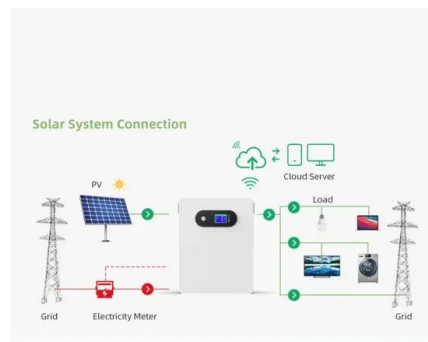 Solar System Connection
PV
Cloud Server
Load
Grid
Electricity Meter
Grid